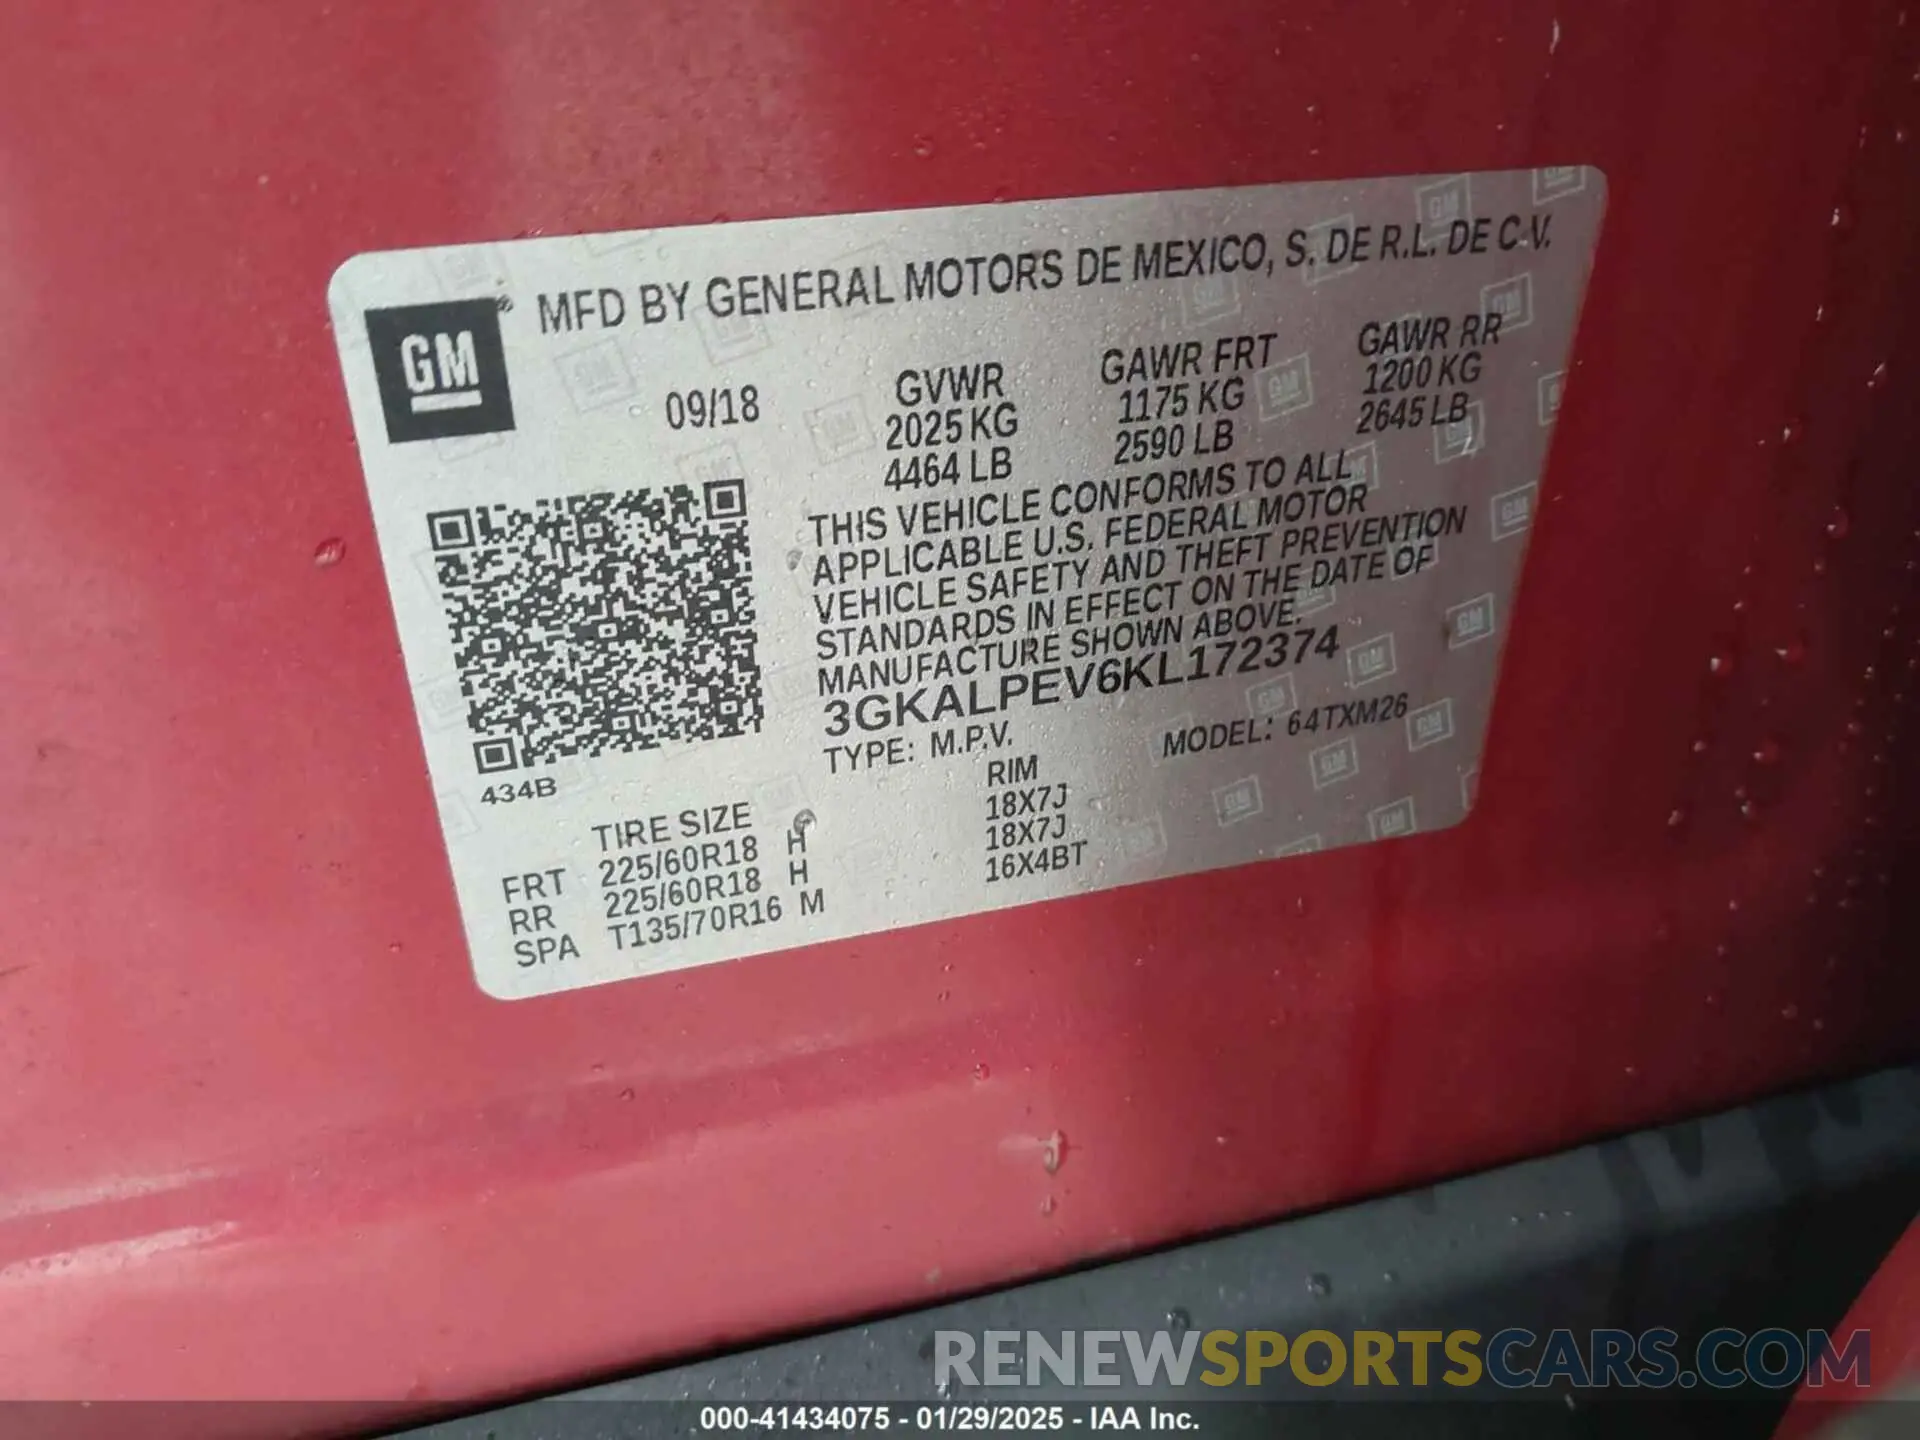 MFD BY GENERAL MOTORS DE MEXICO, S. DE R.L. DE C.V.
GM
09/18
GVWR GAWR FRT GAWR RR
2025 KG 1175 KG 1200 KG
4464 LB 2590 LB 2645 LB
THIS VEHICLE CONFORMS TO ALL
APPLICABLE U.S. FEDERAL MOTOR
VEHICLE SAFETY AND THEFT PREVENTION
STANDARDS IN EFFECT ON THE DATE OF
MANUFACTURE SHOWN ABOVE.
3GKALPEV6KL172374
TYPE: M.P.V. MODEL: 64TXM26
434B
TIRE SIZE RIM
FRT 225/60R18 H 18X7J
RR 225/60R18 H 18X7J
SPA T135/70R16 M 16X4BT
RENEWSPORTSCARS.COM
000-41434075 - 01/29/2025 - IAA Inc.